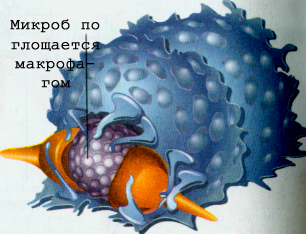 Микроб по
глощается
макрофа-
гом